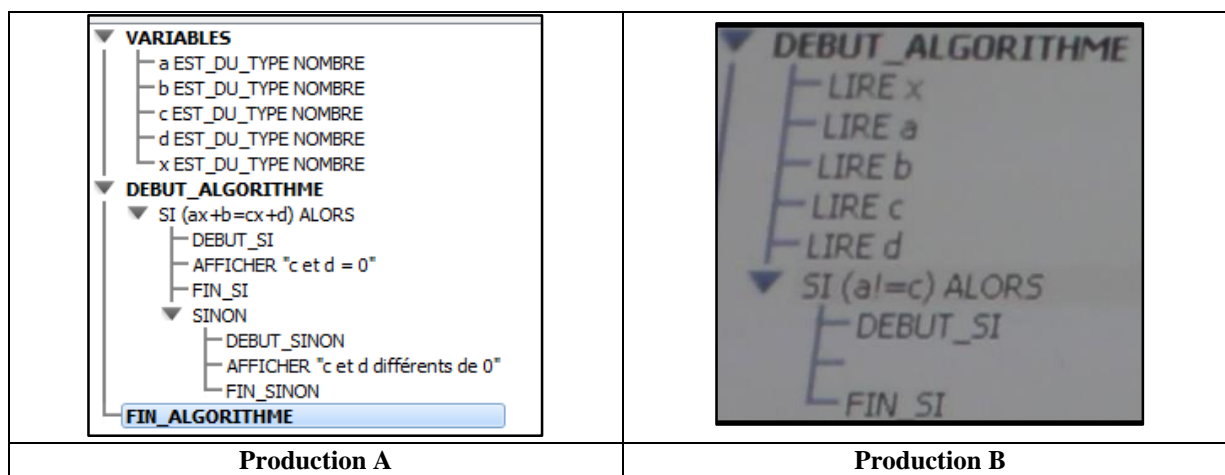 VARIABLES
a EST_DU_TYPE NOMBRE
b EST_DU_TYPE NOMBRE
c EST_DU_TYPE NOMBRE
d EST_DU_TYPE NOMBRE
x EST_DU_TYPE NOMBRE
DEBUT_ALGORITHME
SI (ax+b=cx+d) ALORS
DEBUT_SI
AFFICHER "c et d = 0"
FIN_SI
SINON
DEBUT_SINON
AFFICHER "c et d différents de 0"
FIN_SINON
FIN_ALGORITHME
Production A
DEBUT_ALGORITHME
LIRE x
LIRE a
LIRE b
LIRE c
LIRE d
SI (a!=c) ALORS
DEBUT_SI
FIN_SI
Production B